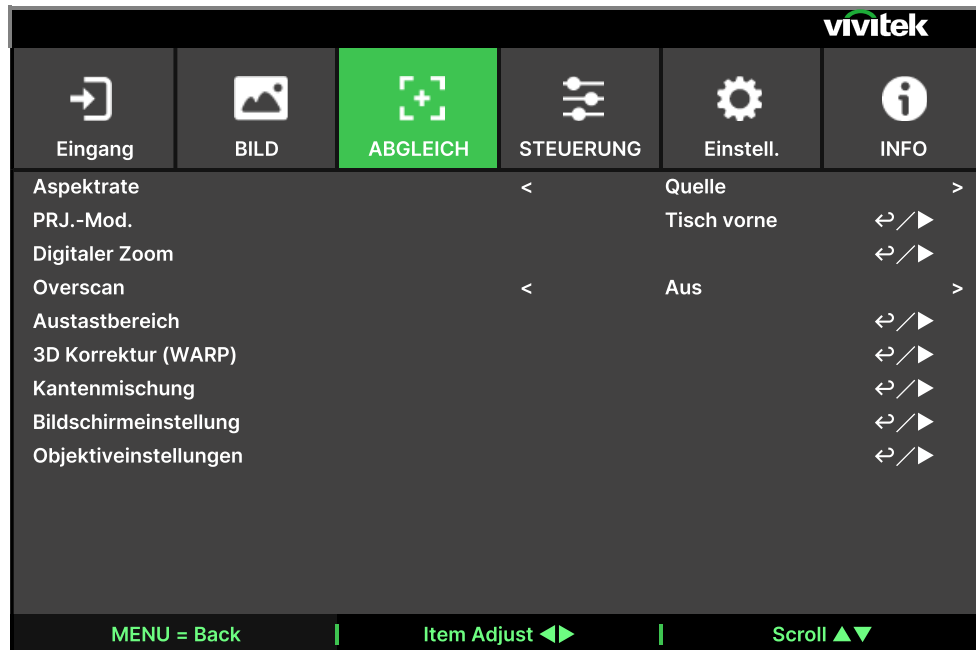 vivitek
Eingang BILD ABGLEICH STEUERUNG Einstell. INFO
Aspektrate < Quelle >
PRJ.-Mod. Tisch vorne ↩/▶
Digitaler Zoom ↩/▶
Overscan < Aus >
Austastbereich ↩/▶
3D Korrektur (WARP) ↩/▶
Kantenmischung ↩/▶
Bildschirmeinstellung ↩/▶
Objektiveinstellungen ↩/▶
MENU = Back | Item Adjust ◀▶ | Scroll ▲▼